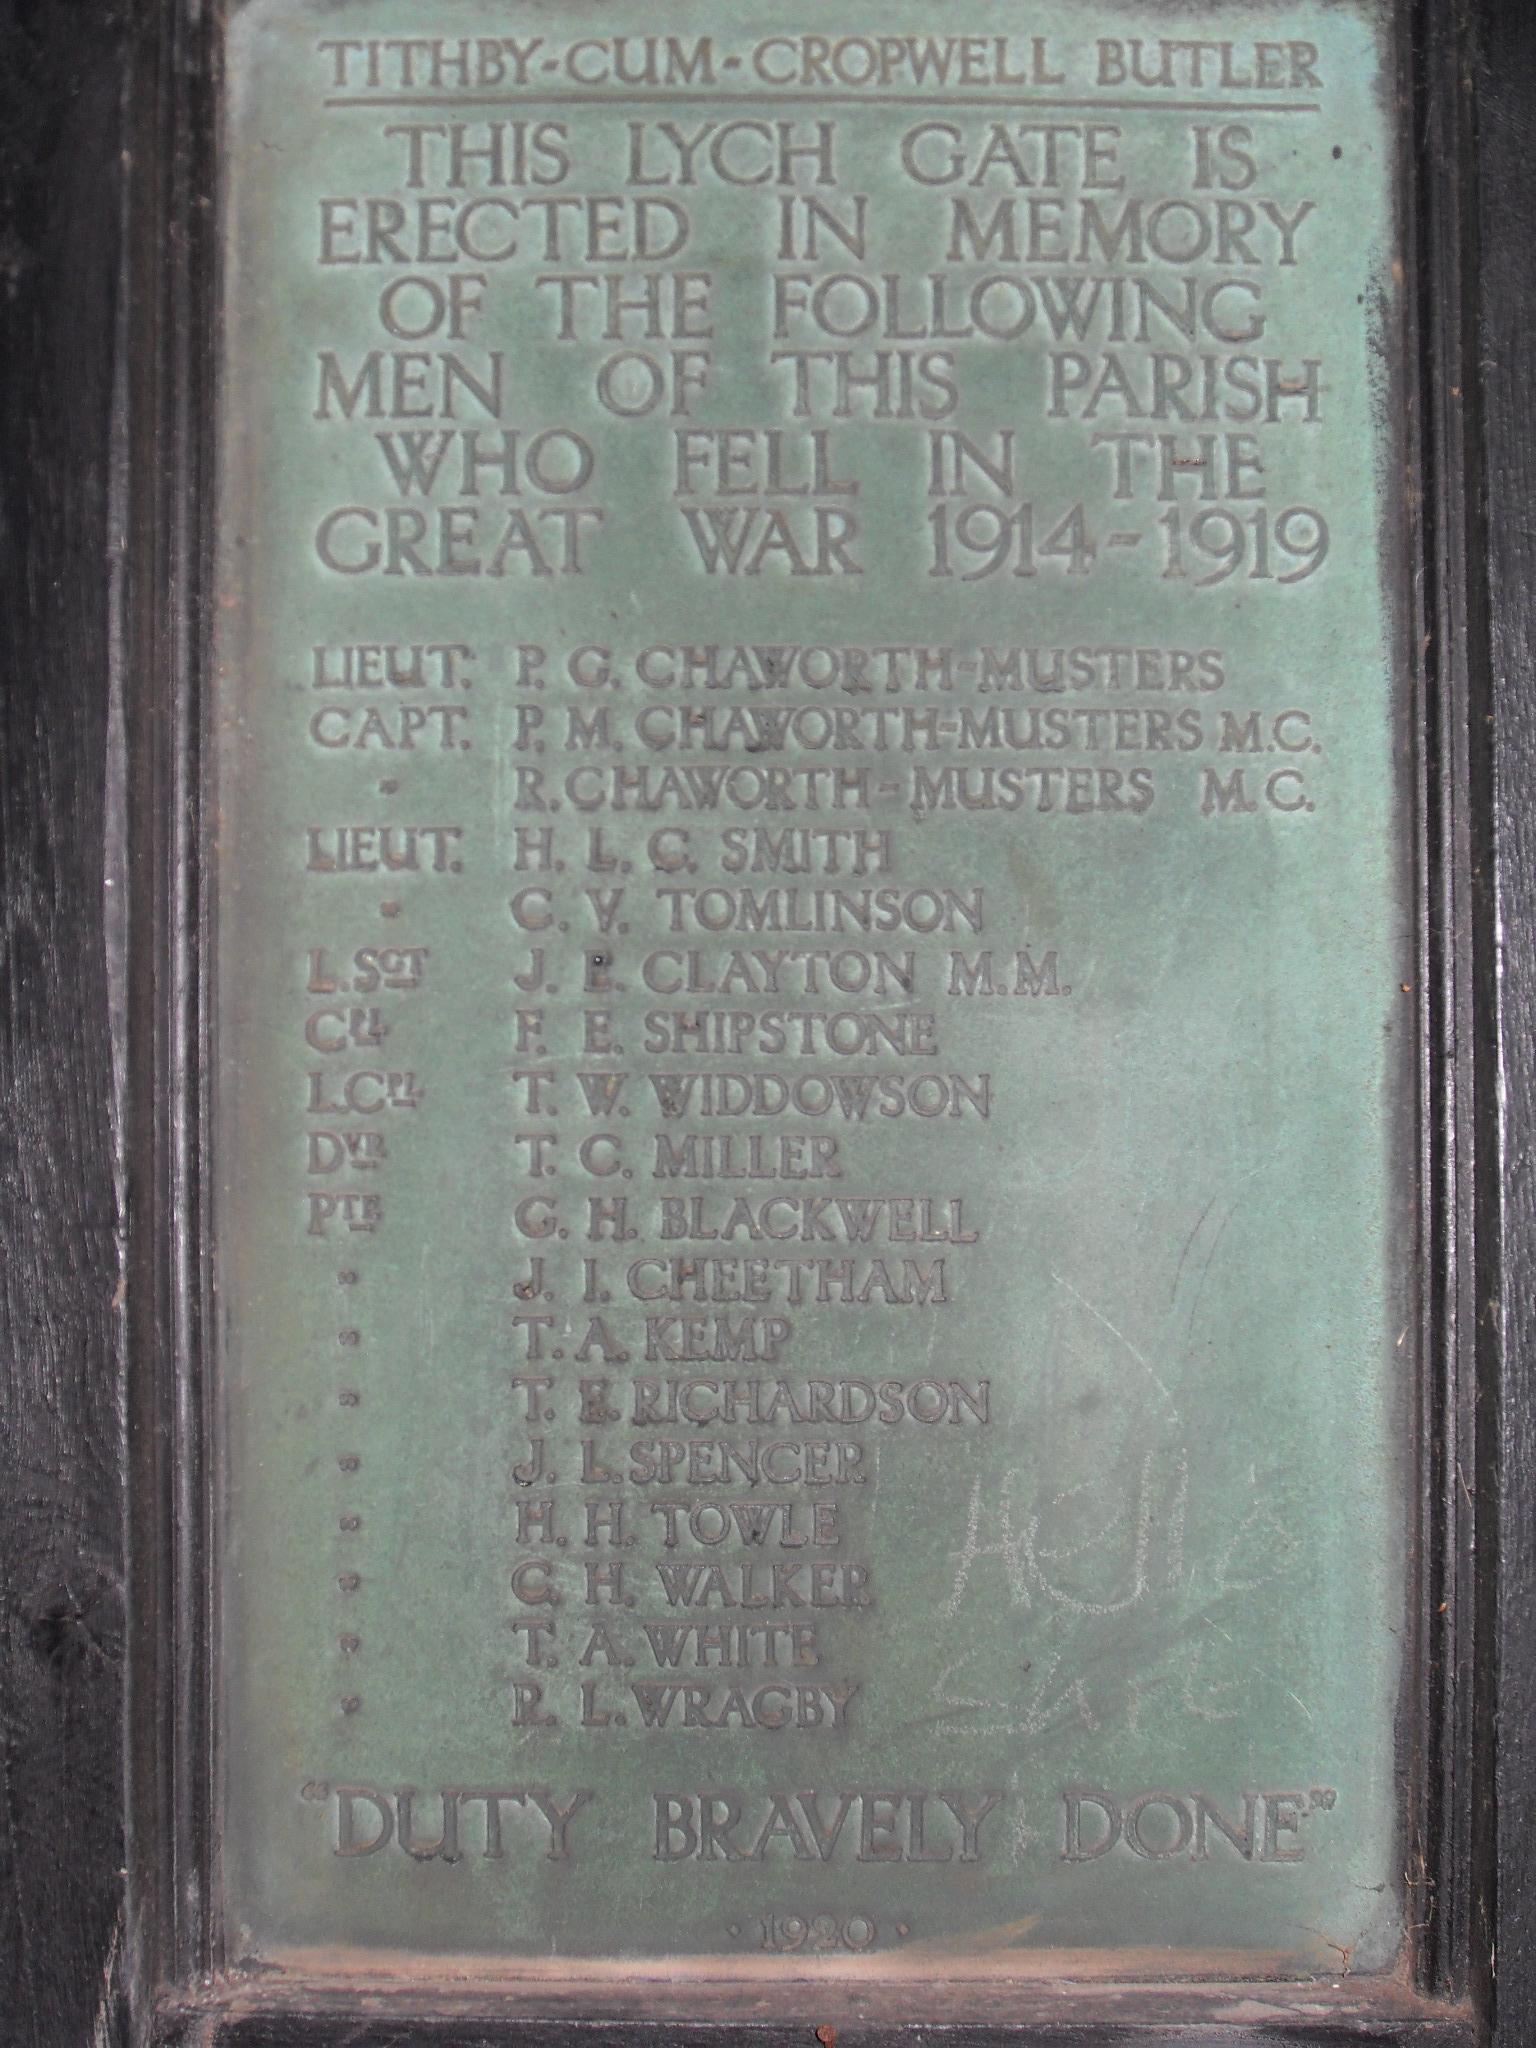 TITHBY-CUM-CROPWELL BUTLER
THIS LYCH GATE IS
ERECTED IN MEMORY
OF THE FOLLOWING
MEN OF THIS PARISH
WHO FELL IN THE
GREAT WAR 1914-1919
LIEUT. P. G. CHAWORTH-MUSTERS
CAPT. P. M. CHAWORTH-MUSTERS M.C.
" R. CHAWORTH-MUSTERS M.C.
LIEUT. H. L. C. SMITH
" C. V. TOMLINSON
L.SGT J. E. CLAYTON M.M.
CPL F. E. SHIPSTONE
L.CPL T. W. WIDDOWSON
DVR T. C. MILLER
PTE G. H. BLACKWELL
" J. I. CHEETHAM
" T. A. KEMP
" T. E. RICHARDSON
" J. L. SPENCER
" H. H. TOWLE
" C. H. WALKER
" T. A. WHITE
" R. L. WRAGBY
"DUTY BRAVELY DONE."
· 1920 ·